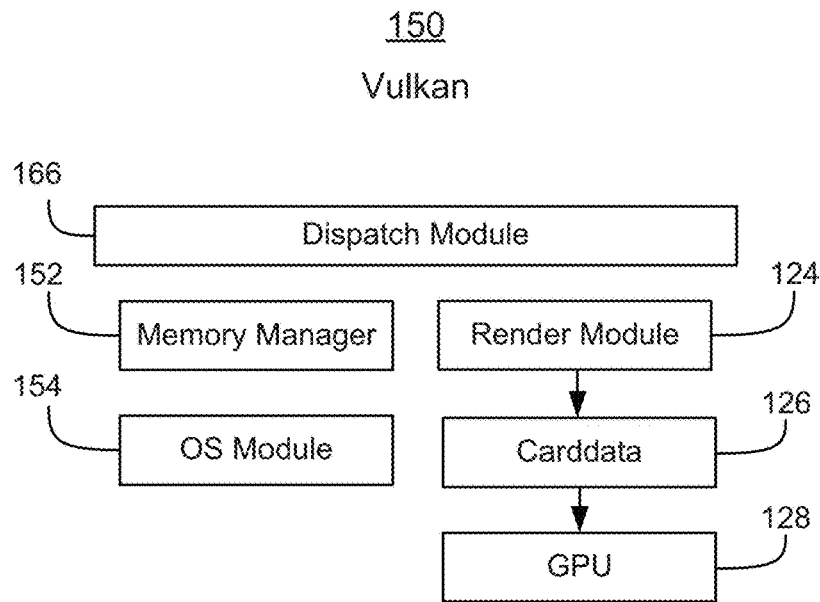 150
Vulkan
166
Dispatch Module
152
124
Memory Manager
Render Module
154
126
OS Module
Carddata
128
GPU